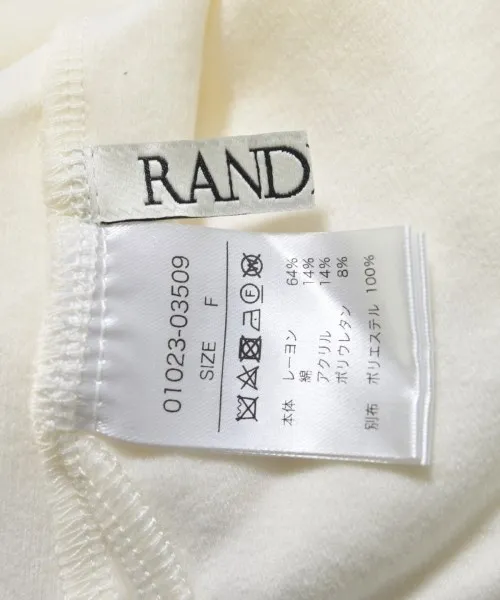 RAND
01023-03509
SIZE F
本体 レーヨン 64%
綿 14%
アクリル 14%
ポリウレタン 8%
別布 ポリエステル 100%